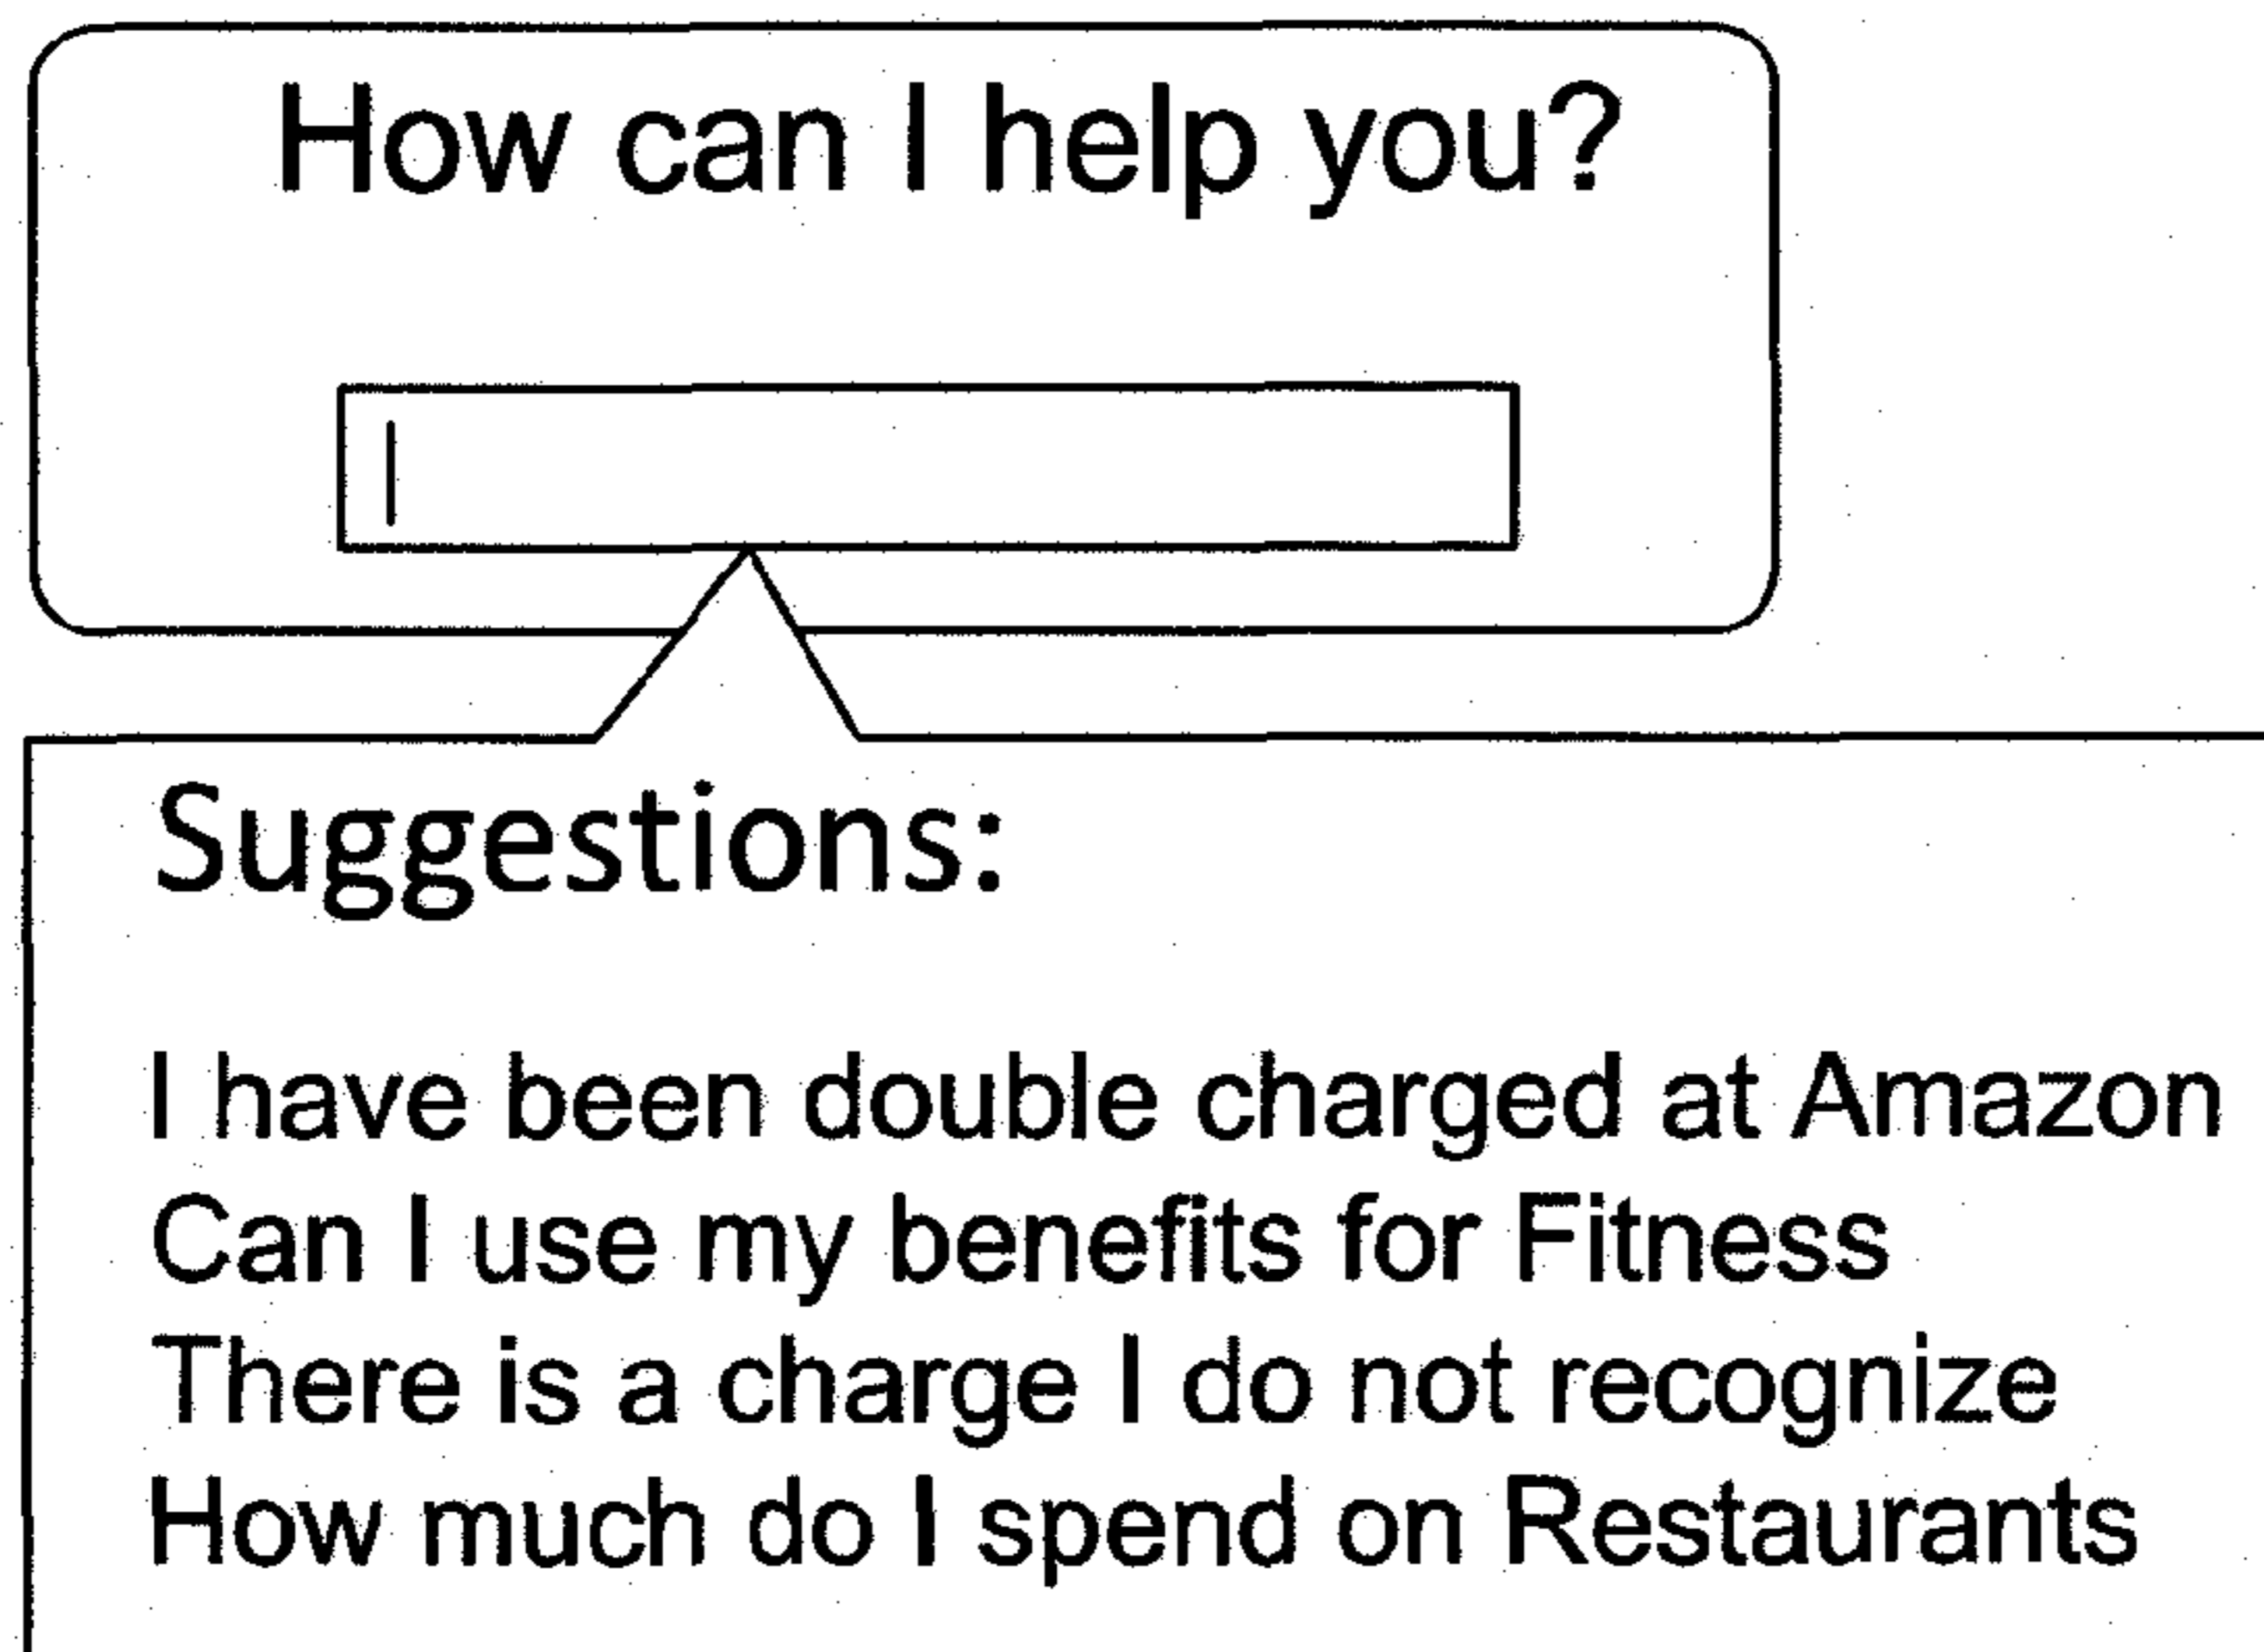 How can I help you?
Suggestions:
I have been double charged at Amazon
Can I use my benefits for Fitness
There is a charge I do not recognize
How much do I spend on Restaurants